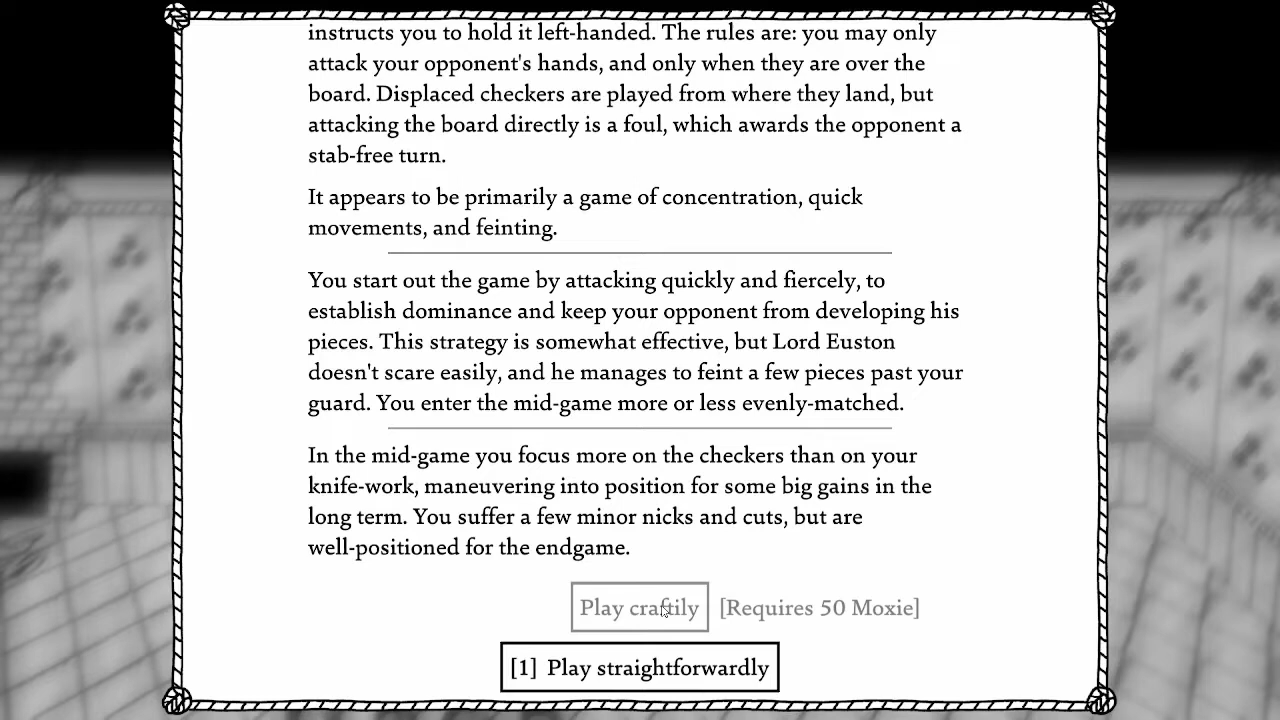 instructs you to hold it left-handed. The rules are: you may only
attack your opponent's hands, and only when they are over the
board. Displaced checkers are played from where they land, but
attacking the board directly is a foul, which awards the opponent a
stab-free turn.
It appears to be primarily a game of concentration, quick
movements, and feinting.
You start out the game by attacking quickly and fiercely, to
establish dominance and keep your opponent from developing his
pieces. This strategy is somewhat effective, but Lord Euston
doesn't scare easily, and he manages to feint a few pieces past your
guard. You enter the mid-game more or less evenly-matched.
In the mid-game you focus more on the checkers than on your
knife-work, maneuvering into position for some big gains in the
long term. You suffer a few minor nicks and cuts, but are
well-positioned for the endgame.
Play craftily [Requires 50 Moxie]
[1] Play straightforwardly